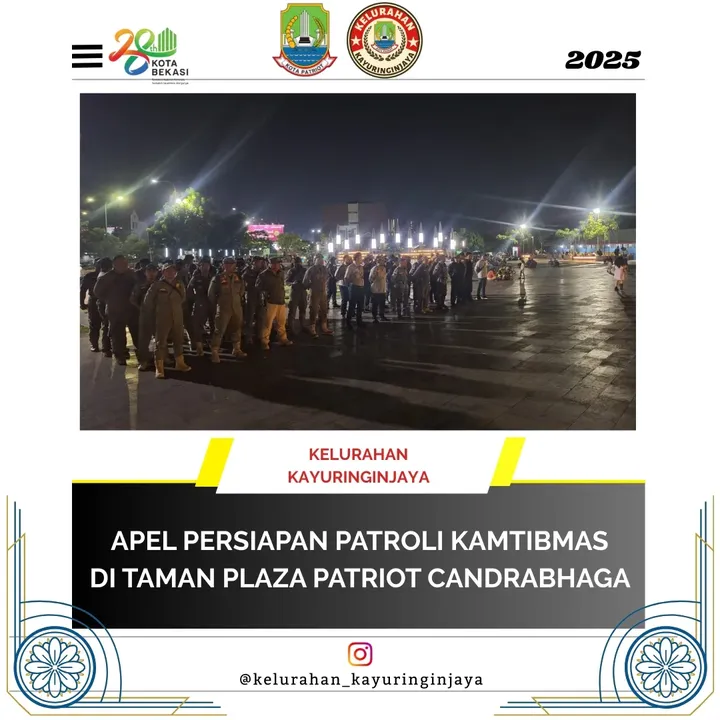 28th
KOTA
BEKASI
KOTA PATRIOT
KELURAHAN
KAYURINGINJAYA
2025
KELURAHAN
KAYURINGINJAYA
APEL PERSIAPAN PATROLI KAMTIBMAS
DI TAMAN PLAZA PATRIOT CANDRABHAGA
@kelurahan_kayuringinjaya